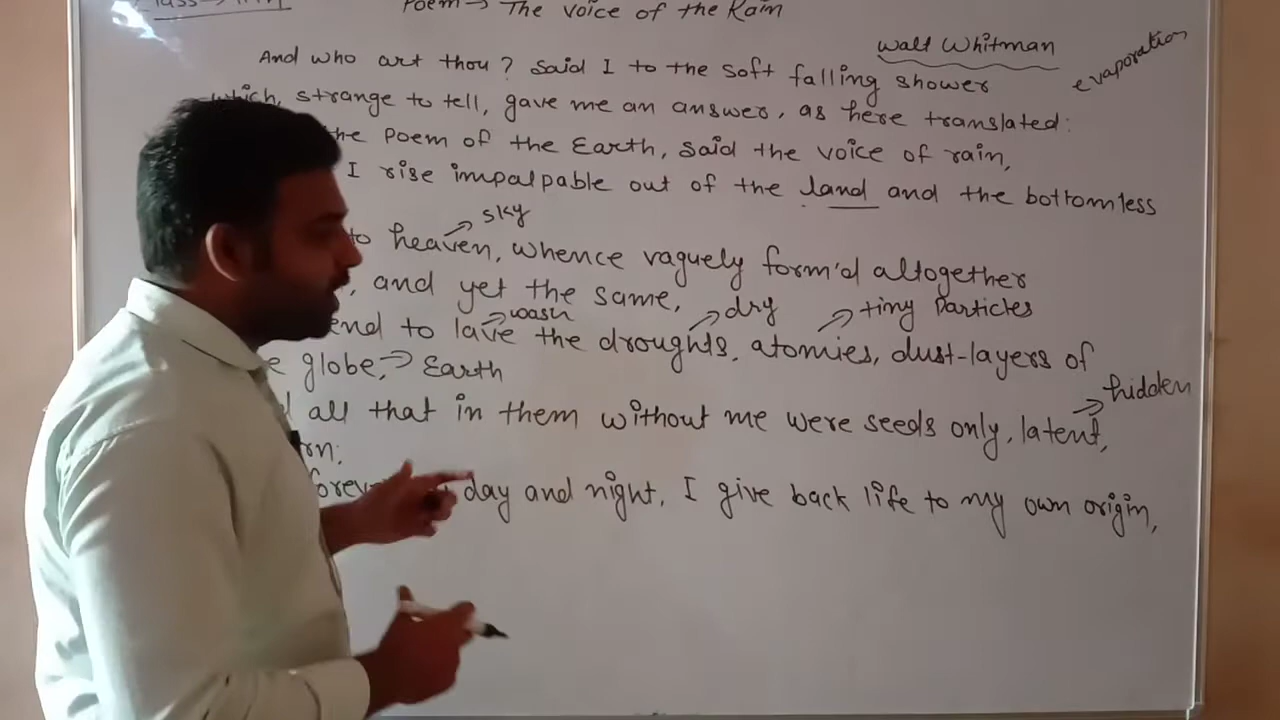 Poem → The voice of the Rain
Walt Whitman
evaporation
And who art thou? Said I to the soft falling shower
which, strange to tell, gave me an answer, as here translated:
the Poem of the Earth, said the voice of rain,
I rise impalpable out of the land and the bottomless
sky
to heaven, whence vaguely form'd altogether
, and yet the same,
wash
dry
tiny Particles
end to lave the droughts, atomies, dust-layers of
globe, → Earth
hidden
all that in them without me were seeds only, latent,
rn;
day and night, I give back life to my own origin,